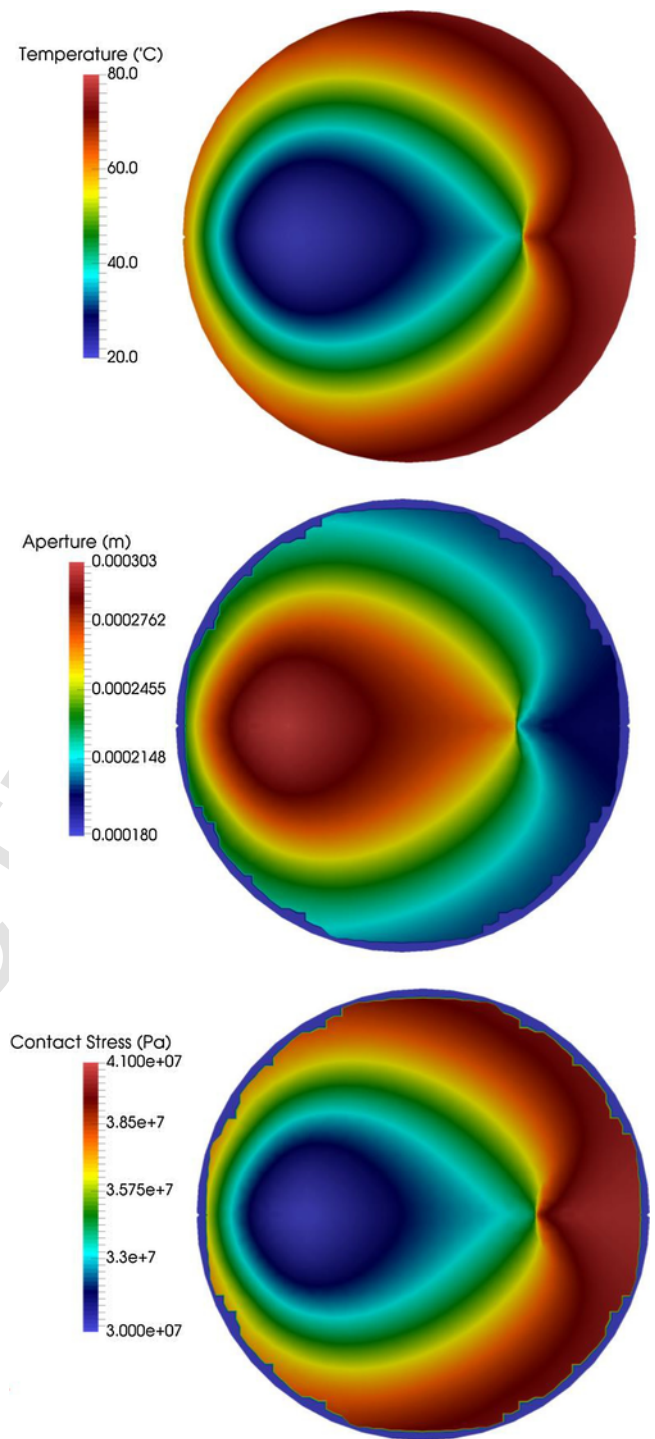 Temperature ('C)
80.0
60.0
40.0
20.0
Aperture (m)
0.000303
0.0002762
0.0002455
0.0002148
0.000180
Contact Stress (Pa)
4.100e+07
3.85e+7
3.575e+7
3.3e+7
3.000e+07